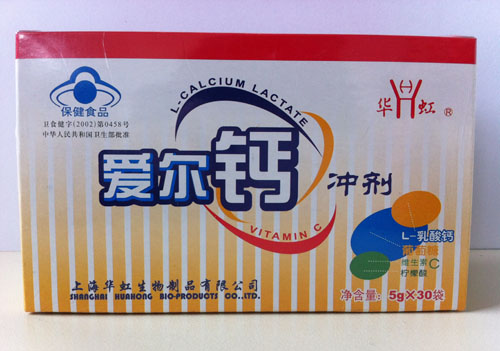 L-CALCIUM LACTATE
华虹®
保健食品
卫食健字(2002)第0458号
中华人民共和国卫生部批准
爱尔钙冲剂
VITAMIN C
L-乳酸钙
葡萄糖
维生素C
柠檬酸
上海华虹生物制品有限公司
SHANGHAI HUAHONG BIO-PRODUCTS CO.,LTD.
净含量：5g×30袋